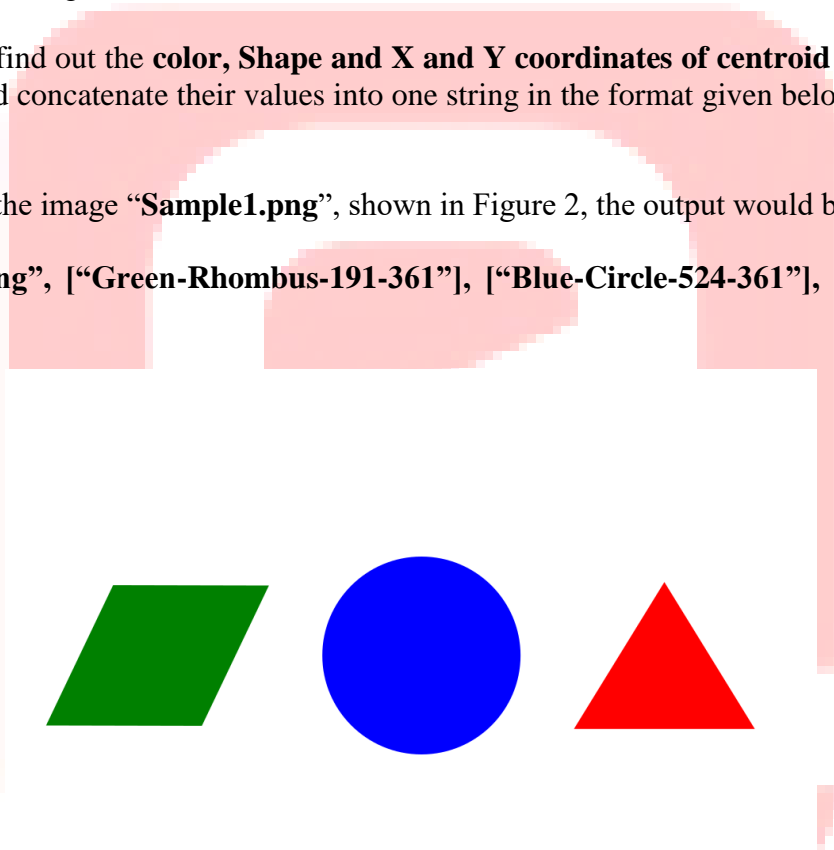 find out the color, Shape and X and Y coordinates of centroid
d concatenate their values into one string in the format given belo
the image “Sample1.png”, shown in Figure 2, the output would b
ng”, [“Green-Rhombus-191-361”], [“Blue-Circle-524-361”],